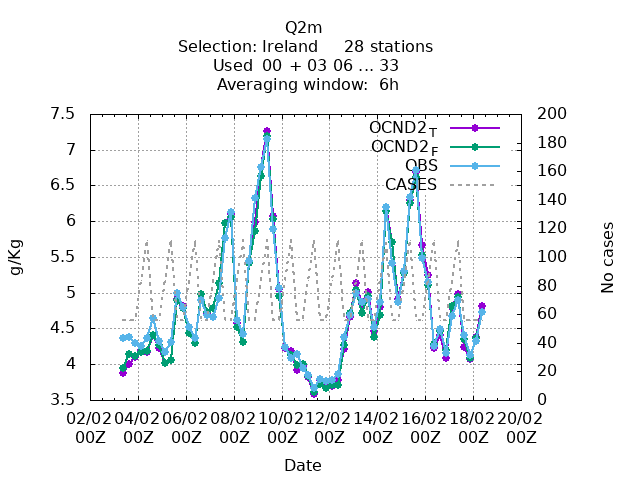 Q2m
Selection: Ireland 28 stations
Used 00 + 03 06 ... 33
Averaging window: 6h
7.5 200
OCND2T 180
7 OCND2F
OBS 160
6.5 CASES 140
6 120
5.5 100
5 80
60
4.5 40
4 20
3.5 0
02/02 04/02 06/02 08/02 10/02 12/02 14/02 16/02 18/02 20/02
00Z 00Z 00Z 00Z 00Z 00Z 00Z 00Z 00Z 00Z
Date
g/Kg
No cases